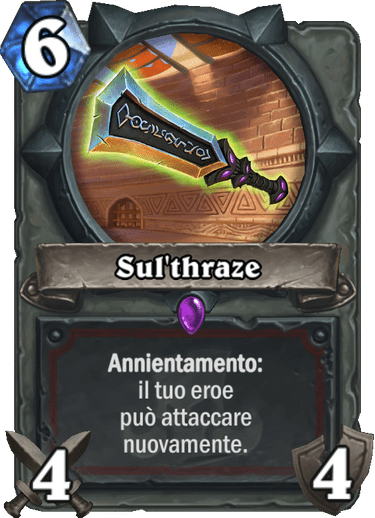 6
Sul'thraze
Annientamento:
il tuo eroe
può attaccare
nuovamente.
4
4